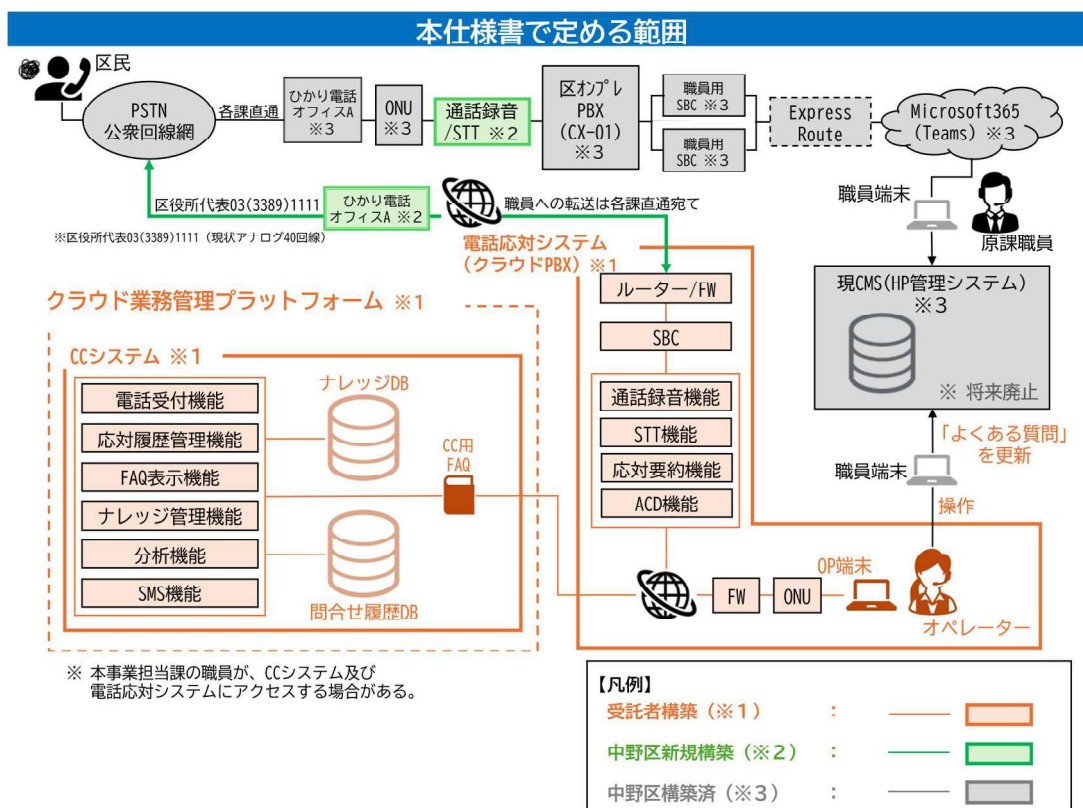 本仕様書で定める範囲
区民
PSTN
公衆回線網
各課直通
ひかり電話
オフィスA
※3
ONU
※3
通話録音
/STT ※2
区オンプレ
PBX
(CX-01)
※3
職員用
SBC ※3
職員用
SBC ※3
Express
Route
Microsoft365
(Teams) ※3
区役所代表03(3389)1111
ひかり電話
オフィスA ※2
職員への転送は各課直通宛て
※区役所代表03(3389)1111 (現状アナログ40回線)
職員端末
原課職員
電話応対システム
(クラウドPBX) ※1
ルーター/FW
SBC
通話録音機能
STT機能
応対要約機能
ACD機能
現CMS(HP管理システム)
※3
※ 将来廃止
「よくある質問」
を更新
職員端末
操作
クラウド業務管理プラットフォーム ※1
CCシステム ※1
電話受付機能
応対履歴管理機能
FAQ表示機能
ナレッジ管理機能
分析機能
SMS機能
ナレッジDB
問合せ履歴DB
CC用
FAQ
FW
ONU
OP端末
オペレーター
※ 本事業担当課の職員が、CCシステム及び
電話応対システムにアクセスする場合がある。
【凡例】
受託者構築（※1） ：
中野区新規構築（※2） ：
中野区構築済（※3） ：